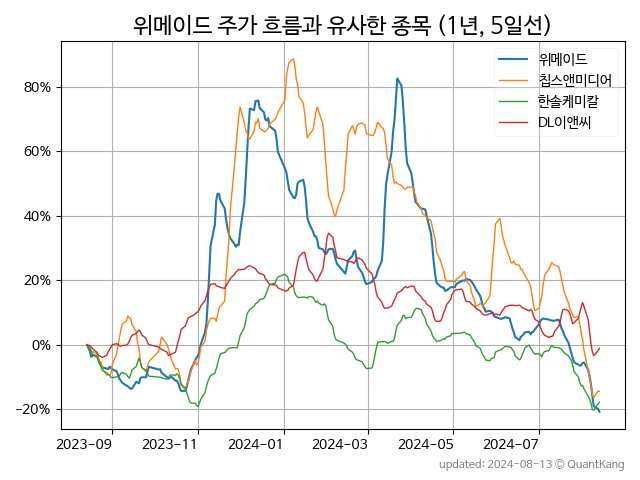 위메이드 주가 흐름과 유사한 종목 (1년, 5일선)
위메이드
칩스앤미디어
한솔케미칼
DL이앤씨
80%
60%
40%
20%
0%
−20%
2023-09 2023-11 2024-01 2024-03 2024-05 2024-07
updated: 2024-08-13 © QuantKang